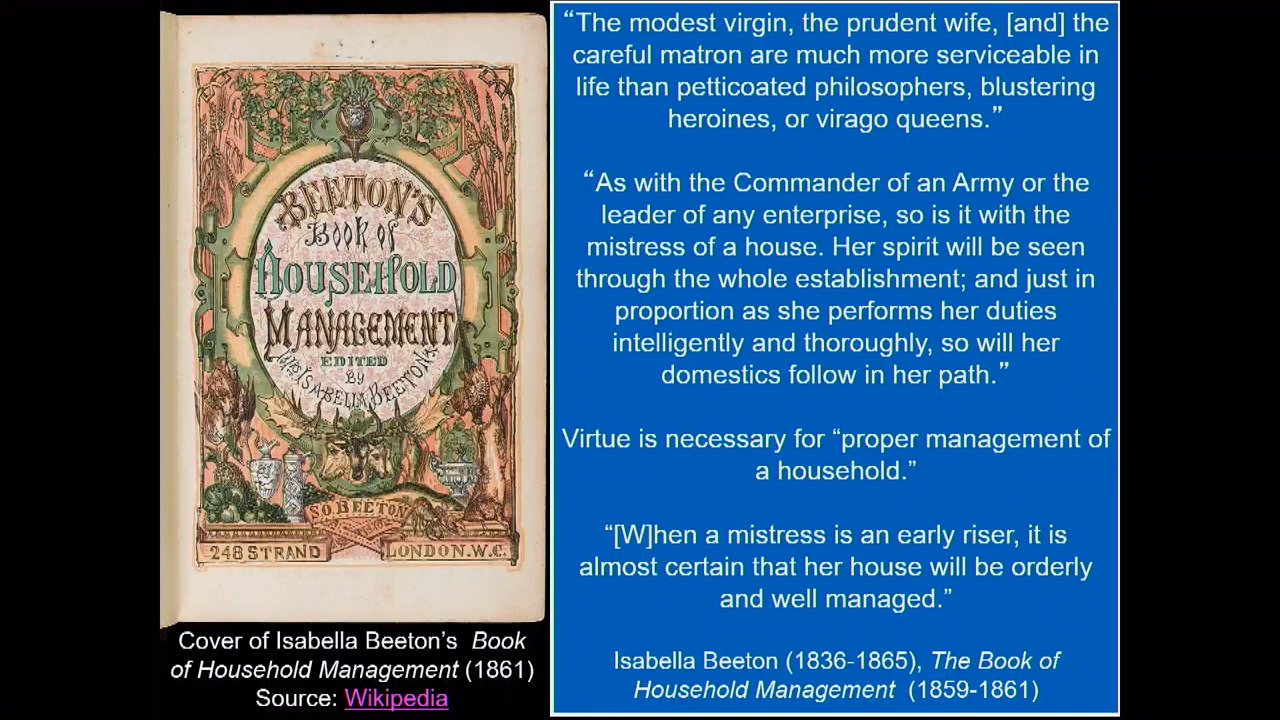 BEETON'S
Book of
HOUSEHOLD
MANAGEMENT
EDITED
BY
MRS ISABELLA BEETON
S.O. BEETON
248 STRAND
LONDON. W.C.
Cover of Isabella Beeton's Book
of Household Management (1861)
Source: Wikipedia
“The modest virgin, the prudent wife, [and] the
careful matron are much more serviceable in
life than petticoated philosophers, blustering
heroines, or virago queens.”
“As with the Commander of an Army or the
leader of any enterprise, so is it with the
mistress of a house. Her spirit will be seen
through the whole establishment; and just in
proportion as she performs her duties
intelligently and thoroughly, so will her
domestics follow in her path.”
Virtue is necessary for “proper management of
a household.”
“[W]hen a mistress is an early riser, it is
almost certain that her house will be orderly
and well managed.”
Isabella Beeton (1836-1865), The Book of
Household Management (1859-1861)